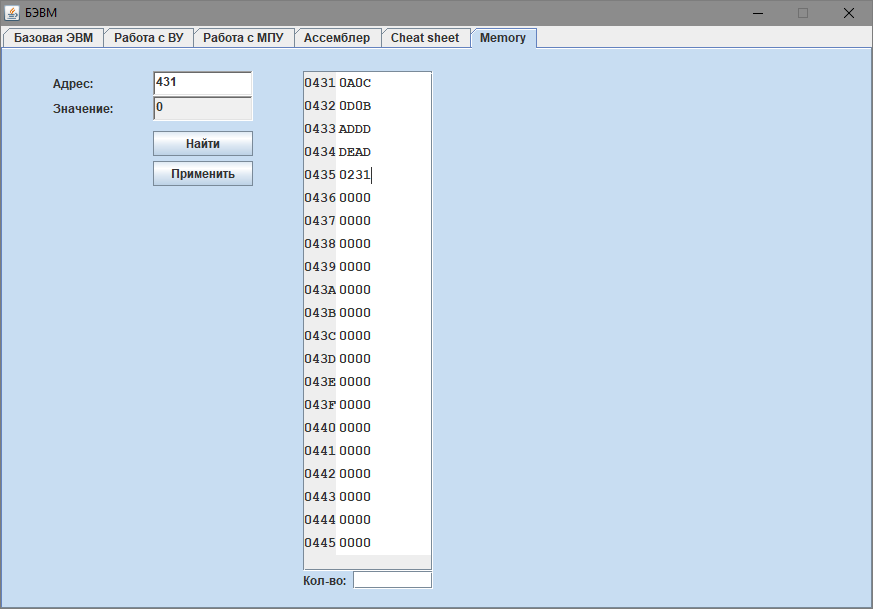 БЭВМ
Базовая ЭВМ Работа с ВУ Работа с МПУ Ассемблер Cheat sheet Memory
Адрес: 431
Значение: 0
Найти
Применить
0431 0A0C
0432 0D0B
0433 ADDD
0434 DEAD
0435 0231
0436 0000
0437 0000
0438 0000
0439 0000
043A 0000
043B 0000
043C 0000
043D 0000
043E 0000
043F 0000
0440 0000
0441 0000
0442 0000
0443 0000
0444 0000
0445 0000
Кол-во: